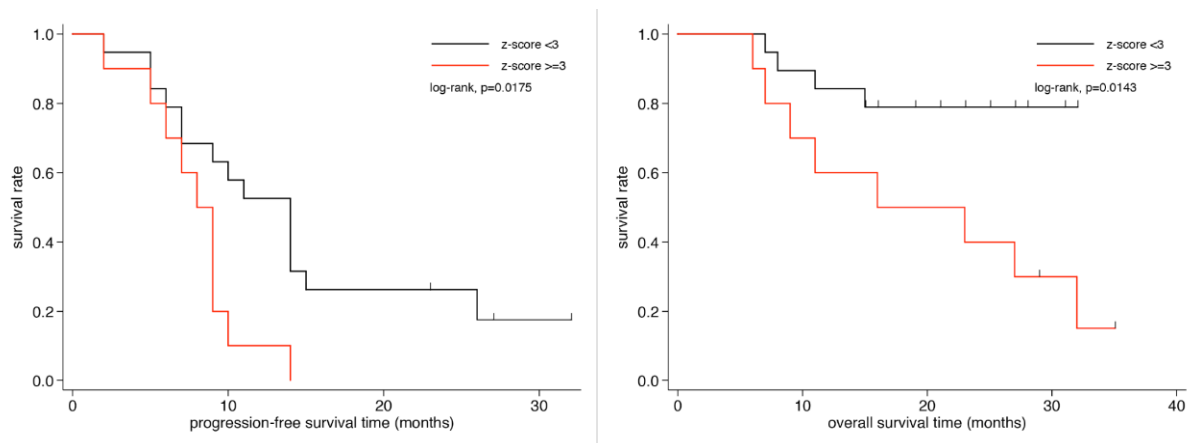 1.0
0.8
0.6
0.4
0.2
0.0
survival rate
z-score <3
z-score >=3
log-rank, p=0.0175
0 10 20 30
progression-free survival time (months)
1.0
0.8
0.6
0.4
0.2
0.0
survival rate
z-score <3
z-score >=3
log-rank, p=0.0143
0 10 20 30 40
overall survival time (months)